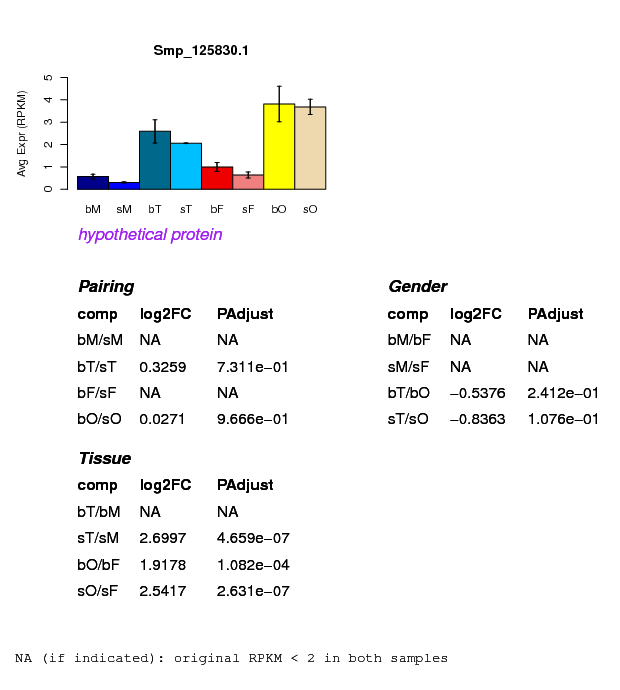 Smp_125830.1
Avg Expr (RPKM)
5
4
3
2
1
0
bM sM bT sT bF sF bO sO
hypothetical protein
Pairing
comp log2FC PAdjust
bM/sM NA NA
bT/sT 0.3259 7.311e−01
bF/sF NA NA
bO/sO 0.0271 9.666e−01
Gender
comp log2FC PAdjust
bM/bF NA NA
sM/sF NA NA
bT/bO −0.5376 2.412e−01
sT/sO −0.8363 1.076e−01
Tissue
comp log2FC PAdjust
bT/bM NA NA
sT/sM 2.6997 4.659e−07
bO/bF 1.9178 1.082e−04
sO/sF 2.5417 2.631e−07
NA (if indicated): original RPKM < 2 in both samples